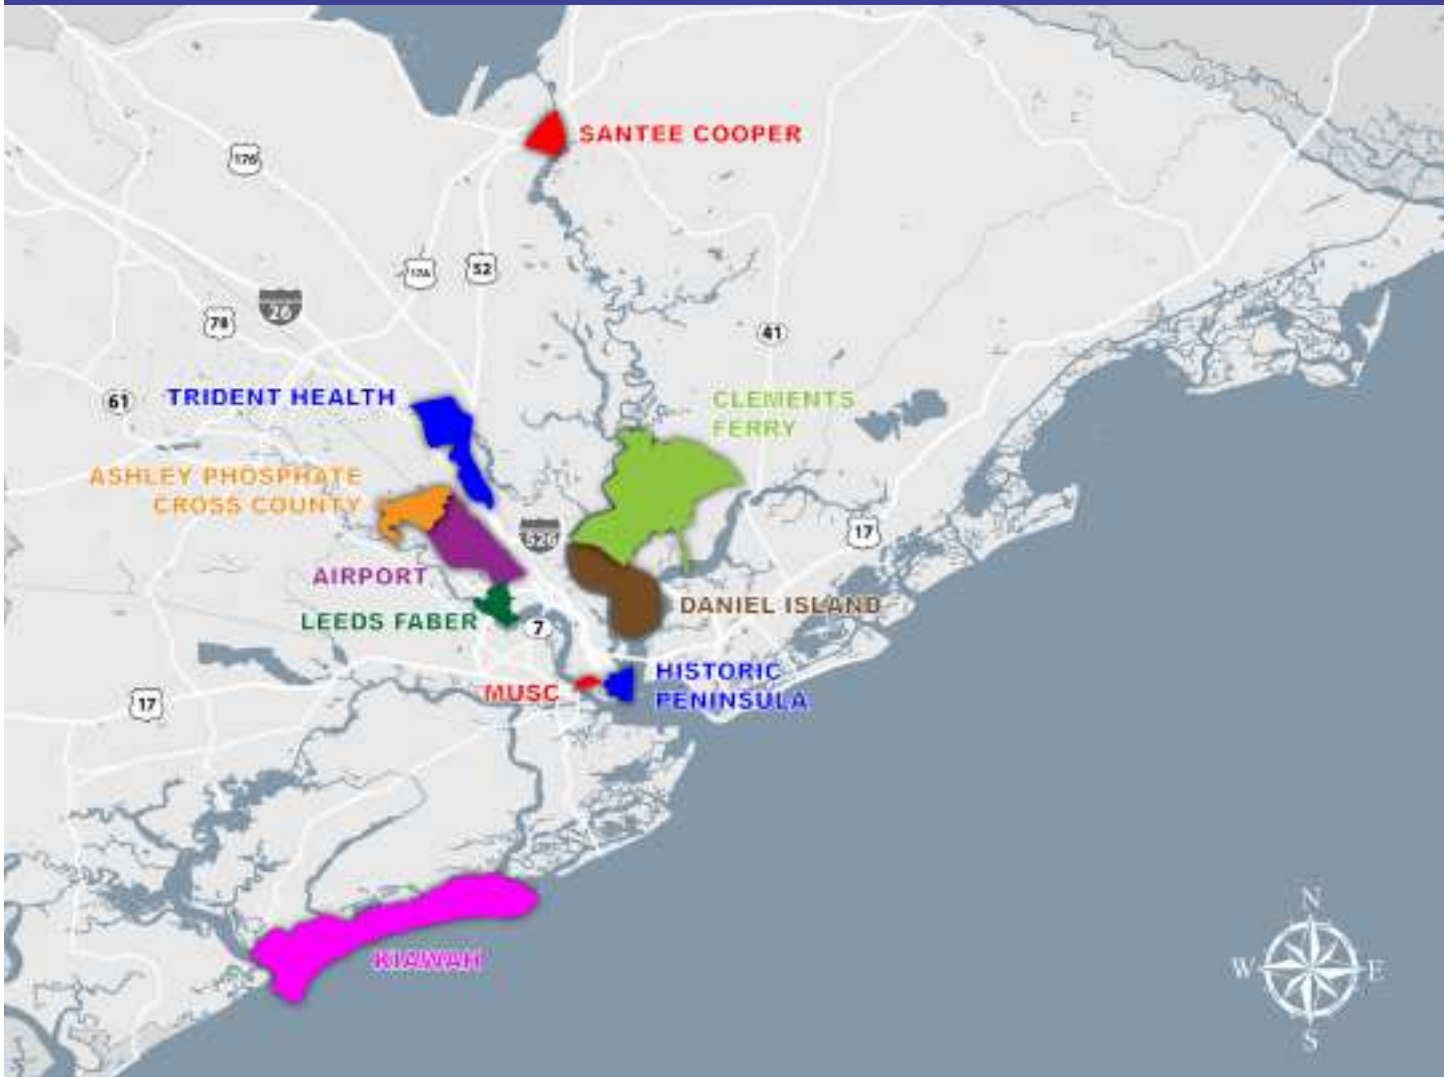 SANTEE COOPER
176
17A
52
26
78
41
TRIDENT HEALTH
61
CLEMENTS
FERRY
ASHLEY PHOSPHATE
CROSS COUNTY
17
526
AIRPORT
DANIEL ISLAND
LEEDS FABER
7
HISTORIC
PENINSULA
MUSC
17
KIAWAH
N
W
E
S